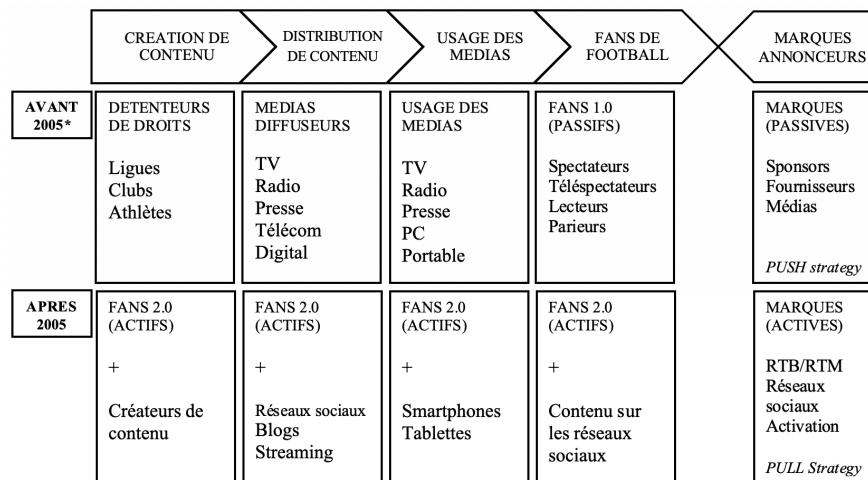 CREATION DE
CONTENU
DISTRIBUTION
DE CONTENU
USAGE DES
MEDIAS
FANS DE
FOOTBALL
MARQUES
ANNONCEURS
AVANT
2005*
DETENTEURS
DE DROITS
Ligues
Clubs
Athlètes
MEDIAS
DIFFUSEURS
TV
Radio
Presse
Télécom
Digital
USAGE DES
MEDIAS
TV
Radio
Presse
PC
Portable
FANS 1.0
(PASSIFS)
Spectateurs
Téléspectateurs
Lecteurs
Parieurs
MARQUES
(PASSIVES)
Sponsors
Fournisseurs
Médias
PUSH strategy
APRES
2005
FANS 2.0
(ACTIFS)
+
Créateurs de
contenu
FANS 2.0
(ACTIFS)
+
Réseaux sociaux
Blogs
Streaming
FANS 2.0
(ACTIFS)
+
Smartphones
Tablettes
FANS 2.0
(ACTIFS)
+
Contenu sur
les réseaux
sociaux
MARQUES
(ACTIVES)
RTB/RTM
Réseaux
sociaux
Activation
PULL Strategy